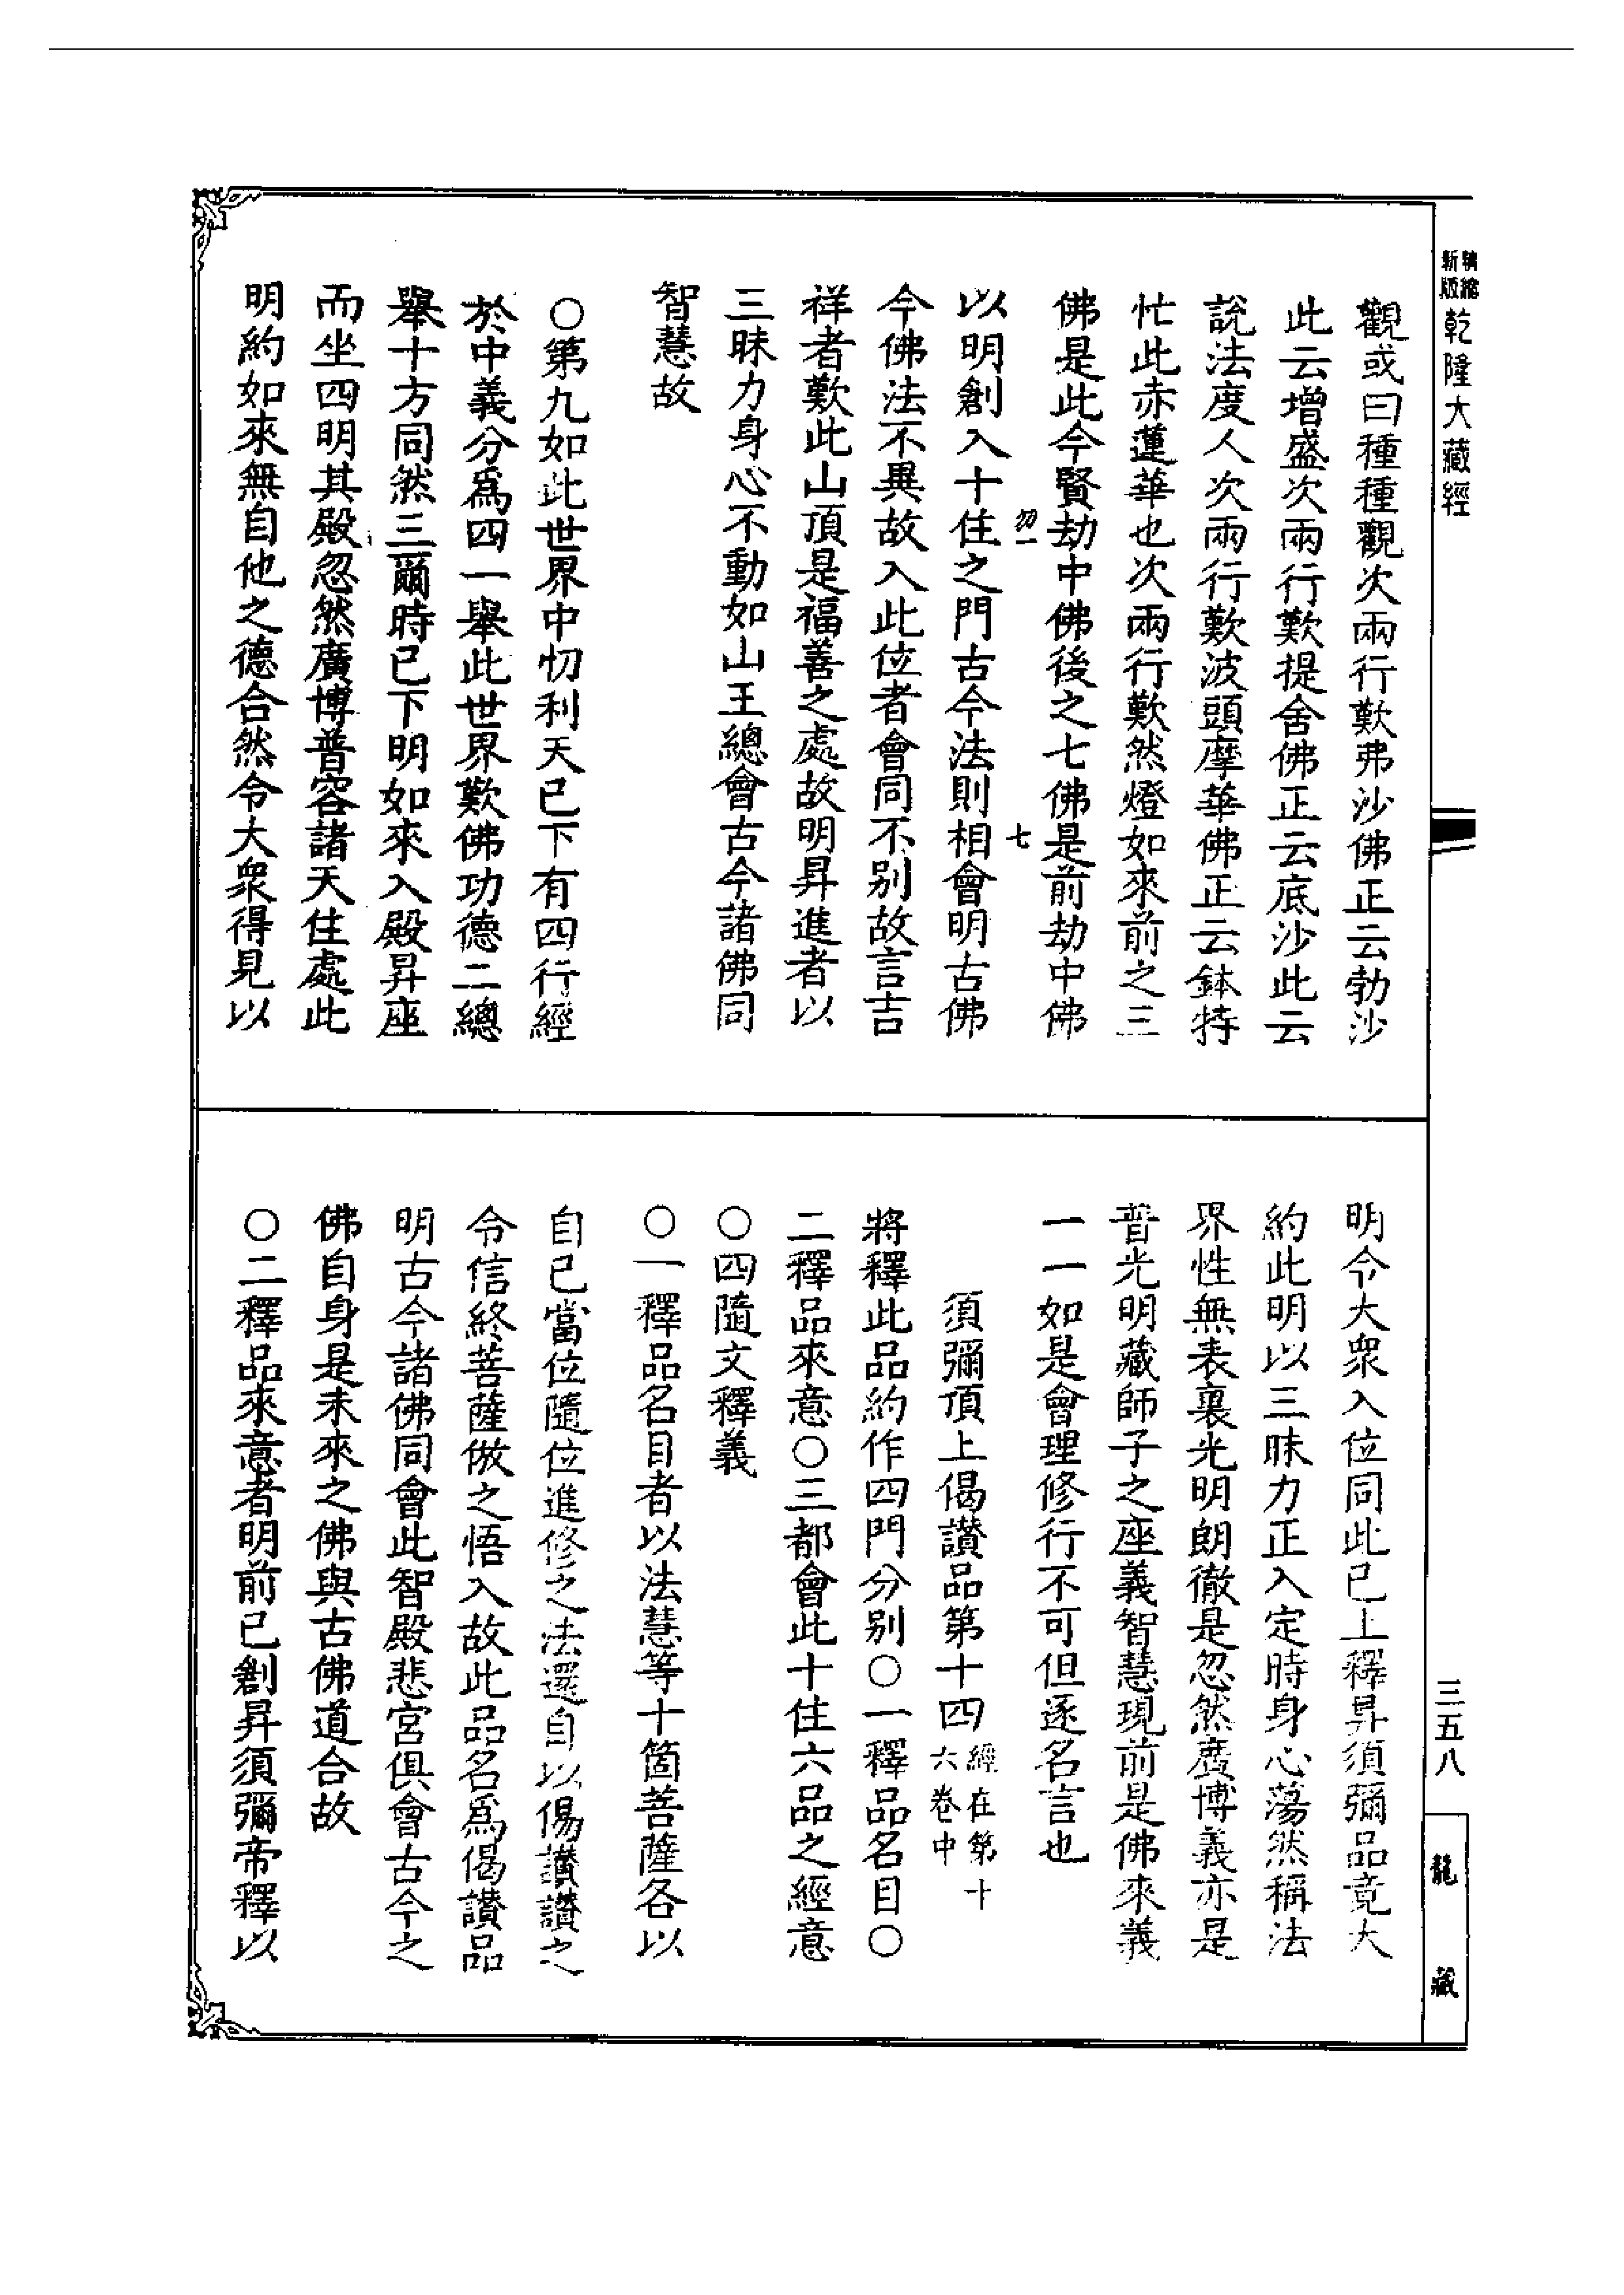 精縮新版乾隆大藏經
觀或曰種種觀次兩行歎弗沙佛正云勃沙
此云增盛次兩行歎提舍佛正云底沙此云
說法度人次兩行歎波頭摩華佛正云鉢特
忙此赤蓮華也次兩行歎然燈如來前之三
佛是此今賢劫中佛後之七佛是前劫中佛
七
以明創入十住之門古今法則相會明古佛
今佛法不異故入此位者會同不別故言吉
祥者歎此山頂是福善之處故明昇進者以
三昧力身心不動如山王總會古今諸佛同
智慧故
○第九如此世界中忉利天已下有四行經
於中義分為四一舉此世界歎佛功德二總
舉十方同然三爾時已下明如來入殿昇座
而坐四明其殿忽然廣博普容諸天住處此
明約如來無自他之德合然令大衆得見以
明令大衆入位同此已上釋昇須彌品竟大
約此明以三昧力正入定時身心蕩然稱法
界性無表裏光明朗徹是忽然廣博義亦是
普光明藏師子之座義智慧現前是佛來義
一一如是會理修行不可但逐名言也
須彌頂上偈讚品第十四經在第十六卷中
將釋此品約作四門分別○一釋品名目○
二釋品來意○三都會此十住六品之經意
○四隨文釋義
○一釋品名目者以法慧等十箇菩薩各以
自已當位隨位進修之法還自以偈讚讚之
令信終菩薩倣之悟入故此品名為偈讚品
明古今諸佛同會此智殿悲宮俱會古今之
佛自身是未來之佛與古佛道合故
○二釋品來意者明前已創昇須彌帝釋以
三五八
龍藏